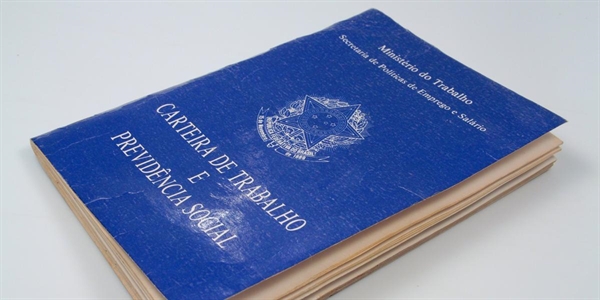 Ministério do Trabalho
Secretaria de Políticas de Emprego e Salário
CARTEIRA DE TRABALHO
E
PREVIDÊNCIA SOCIAL